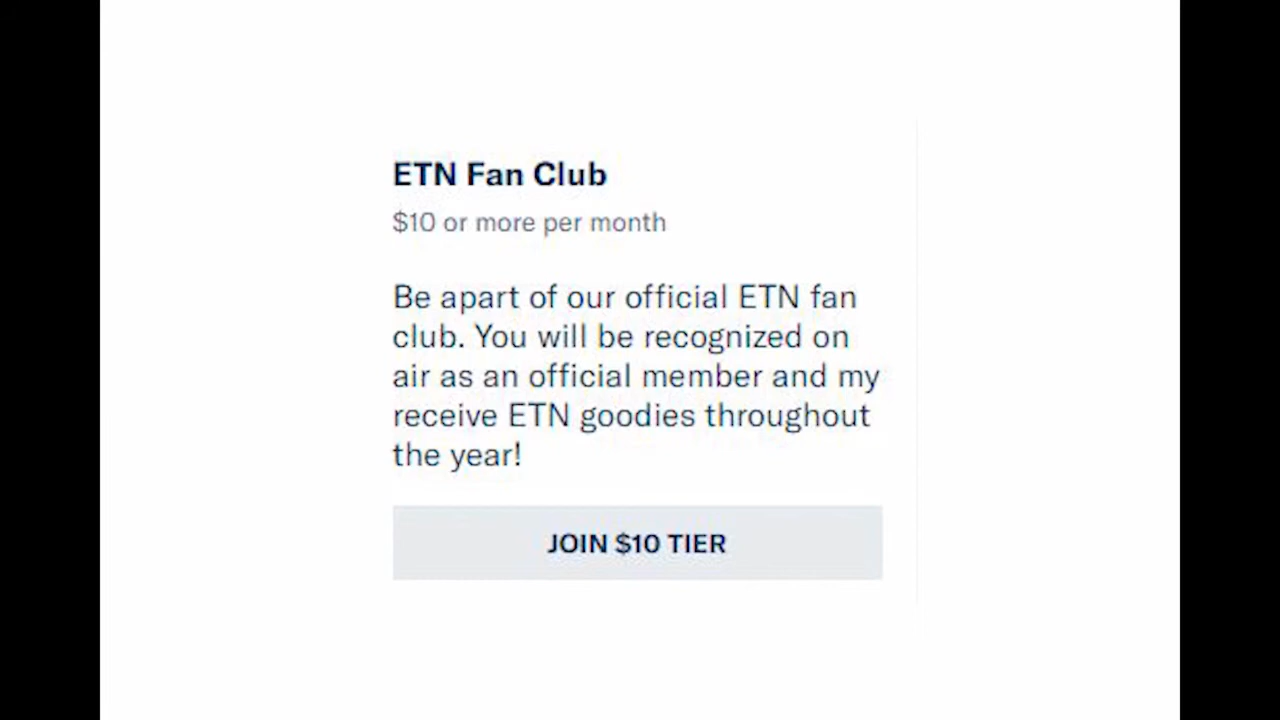 ETN Fan Club
$10 or more per month
Be apart of our official ETN fan
club. You will be recognized on
air as an official member and my
receive ETN goodies throughout
the year!
JOIN $10 TIER